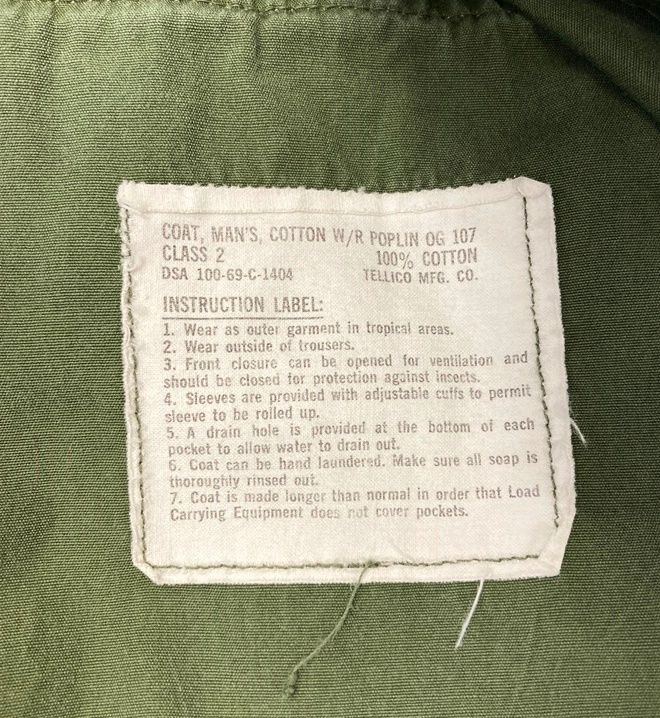 COAT, MAN'S, COTTON W/R POPLIN OG 107
CLASS 2 100% COTTON
DSA 100-69-C-1404 TELLICO MFG. CO.
INSTRUCTION LABEL:
1. Wear as outer garment in tropical areas.
2. Wear outside of trousers.
3. Front closure can be opened for ventilation and
should be closed for protection against insects.
4. Sleeves are provided with adjustable cuffs to permit
sleeve to be rolled up.
5. A drain hole is provided at the bottom of each
pocket to allow water to drain out.
6. Coat can be hand laundered. Make sure all soap is
thoroughly rinsed out.
7. Coat is made longer than normal in order that Load
Carrying Equipment does not cover pockets.